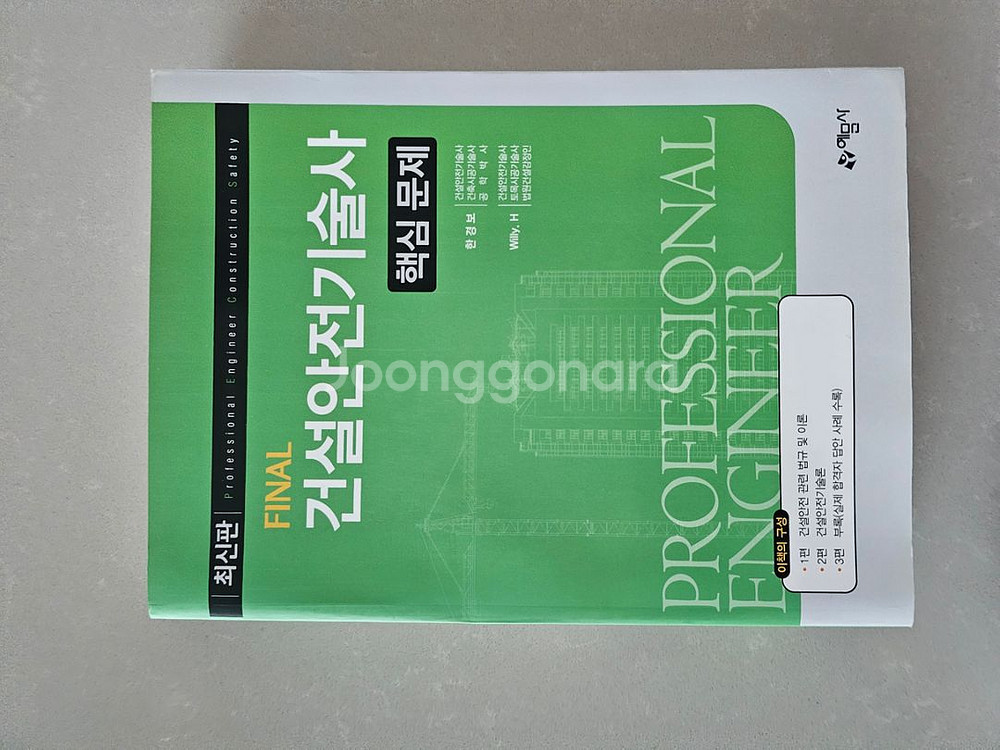 최신판 | Professional Engineer Construction Safety
FINAL
건설안전기술사
핵심 문제
한경보
건설안전기술사
건축시공기술사
공학박사
Willy. H
건설안전기술사
토목시공기술사
법원건설감정인
PROFESSIONAL
ENGINEER
이책의 구성
• 1편 건설안전 관련 법규 및 이론
• 2편 건설안전기술론
• 3편 부록(실제 합격자 답안 사례 수록)
예문사
Joonggonara